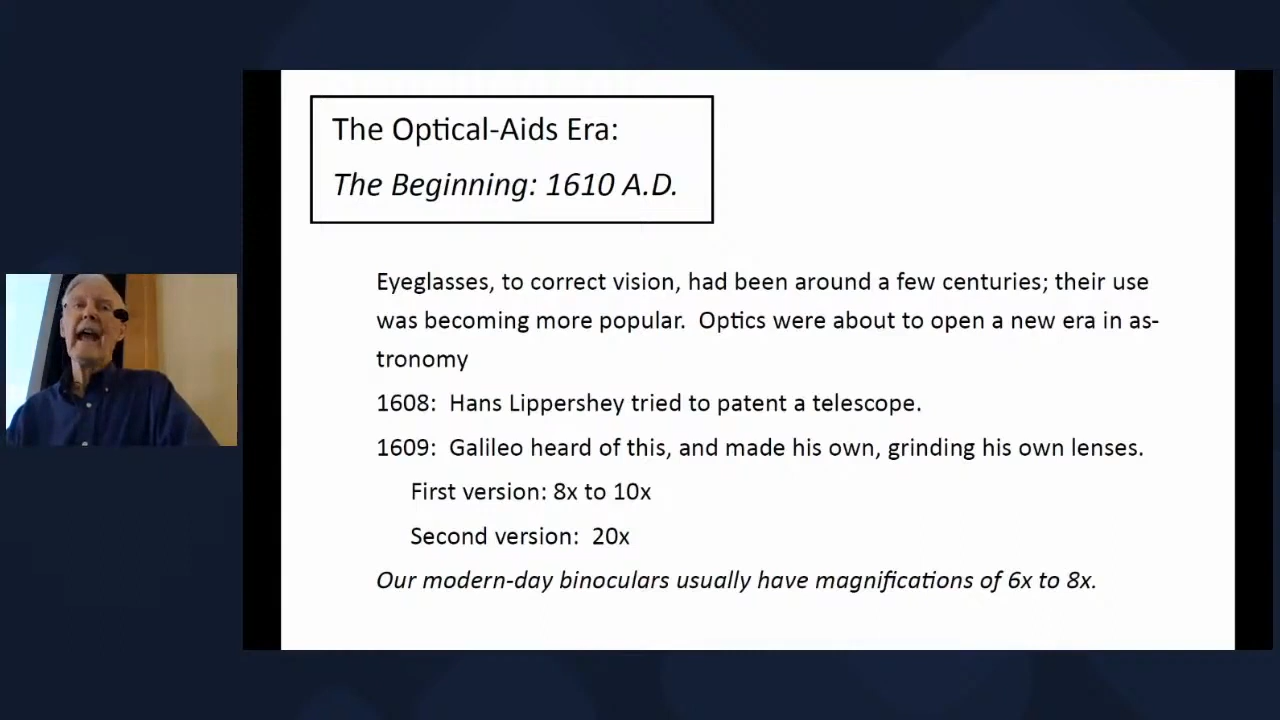 The Optical-Aids Era:
The Beginning: 1610 A.D.
Eyeglasses, to correct vision, had been around a few centuries; their use
was becoming more popular.  Optics were about to open a new era in as-
tronomy
1608:  Hans Lippershey tried to patent a telescope.
1609:  Galileo heard of this, and made his own, grinding his own lenses.
First version: 8x to 10x
Second version:  20x
Our modern-day binoculars usually have magnifications of 6x to 8x.